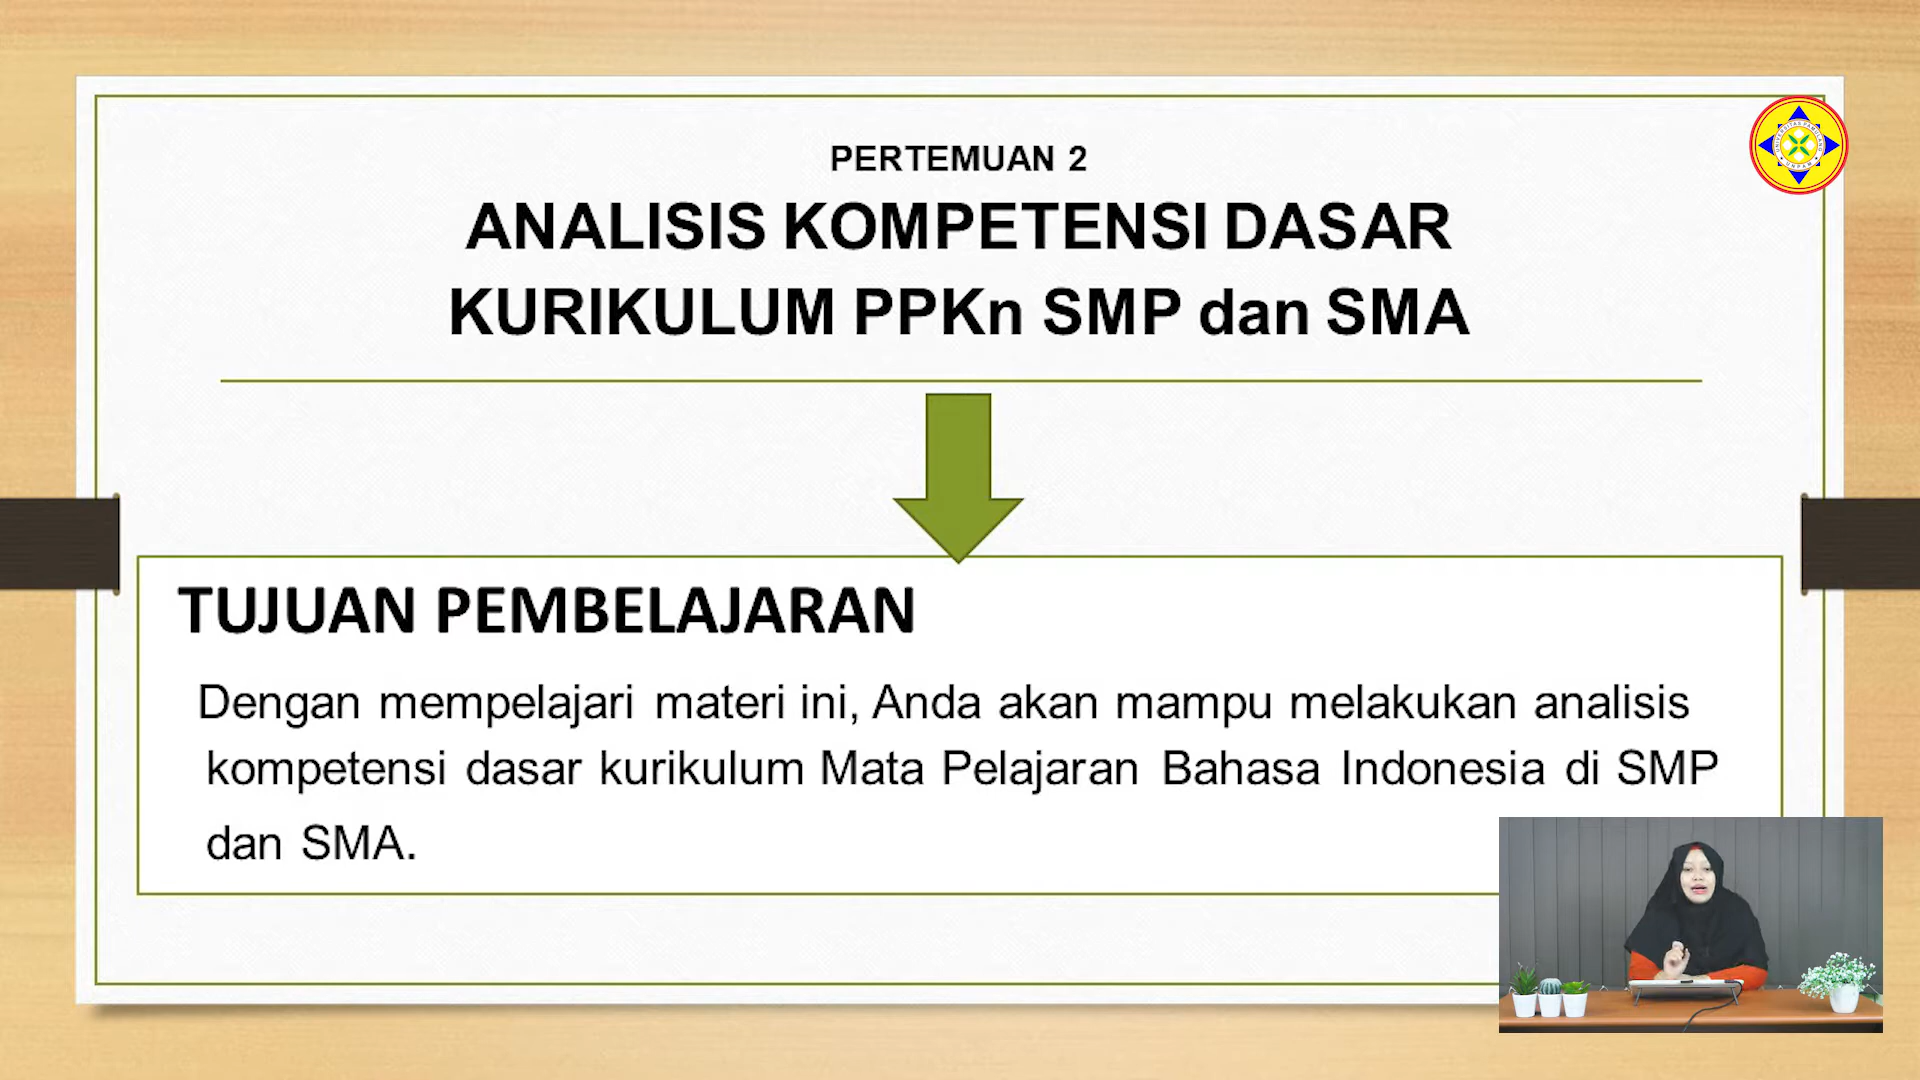 PERTEMUAN 2
ANALISIS KOMPETENSI DASAR
KURIKULUM PPKn SMP dan SMA
TUJUAN PEMBELAJARAN
Dengan mempelajari materi ini, Anda akan mampu melakukan analisis
kompetensi dasar kurikulum Mata Pelajaran Bahasa Indonesia di SMP
dan SMA.